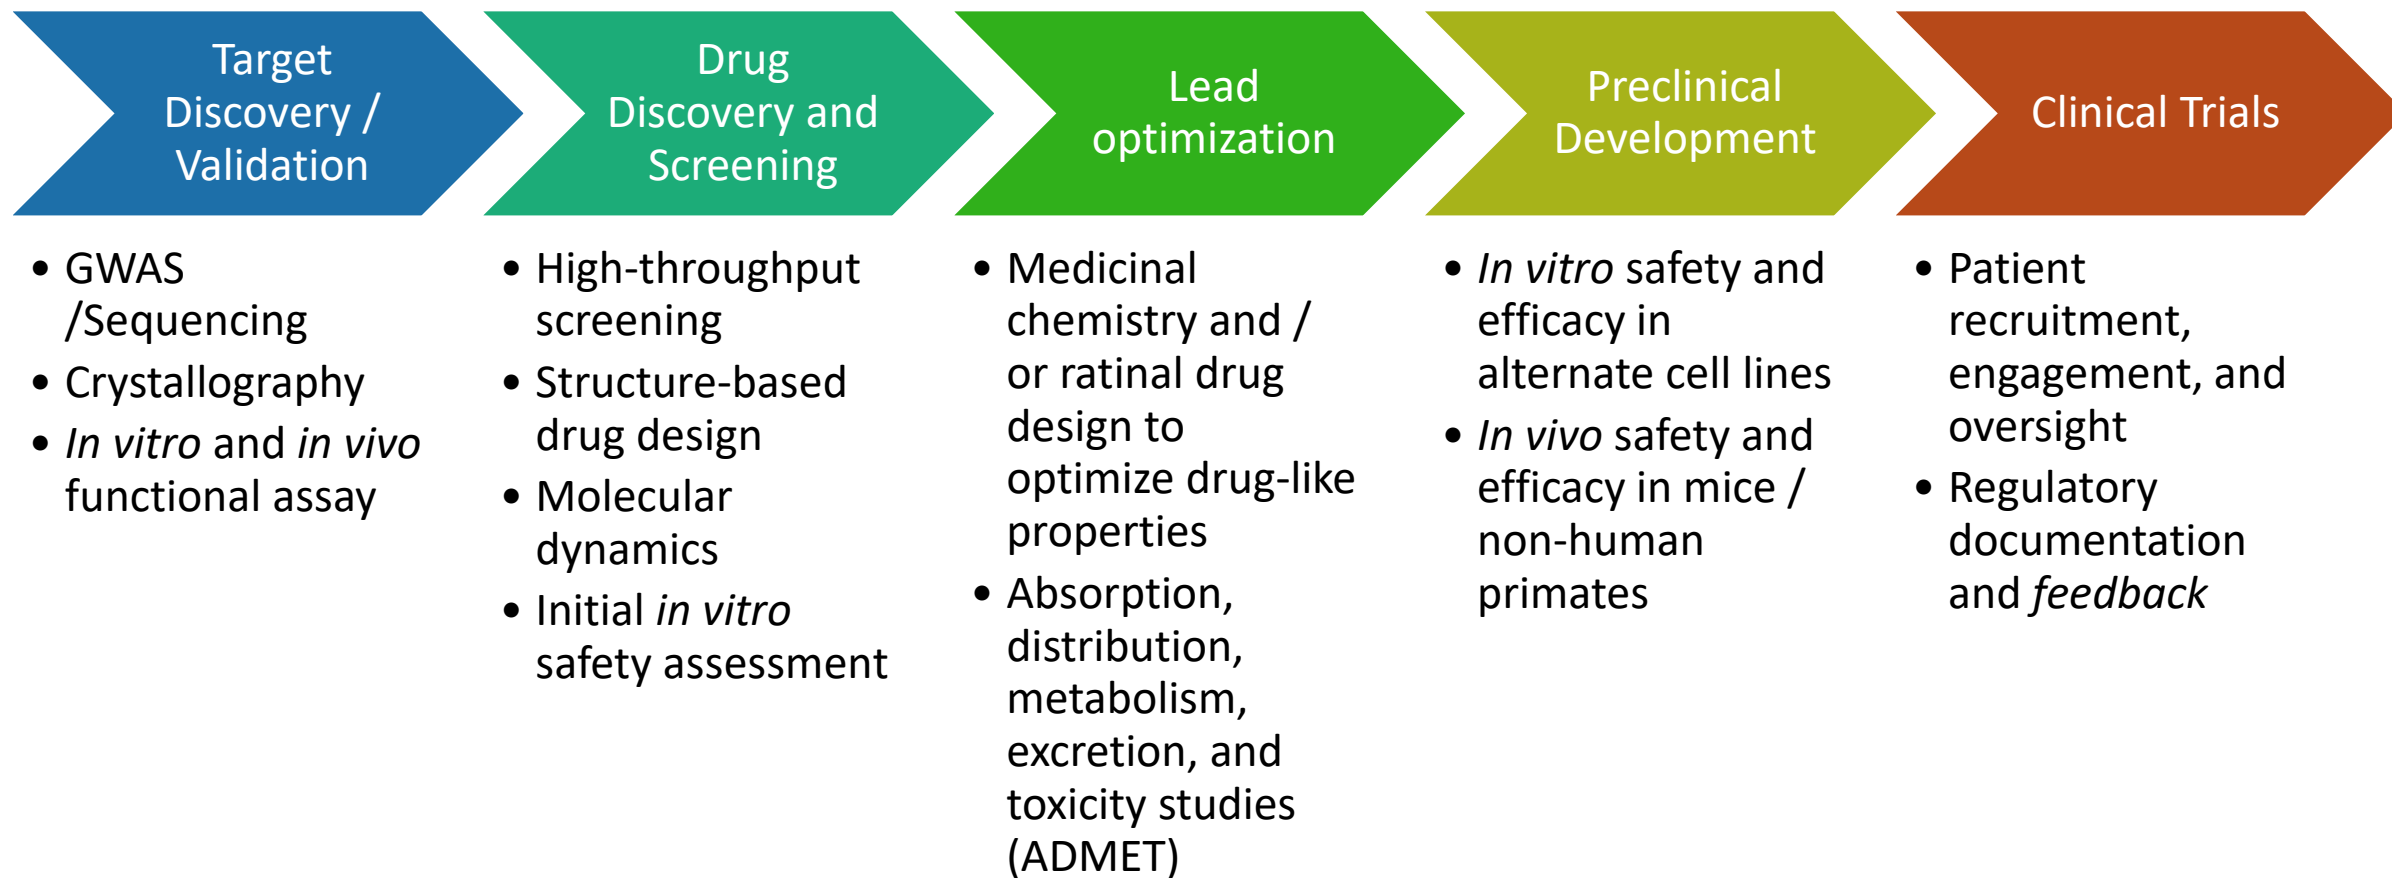 Target
Discovery /
Validation
• GWAS
/Sequencing
• Crystallography
• In vitro and in vivo
functional assay
Drug
Discovery and
Screening
• High-throughput
screening
• Structure-based
drug design
• Molecular
dynamics
• Initial in vitro
safety assessment
Lead
optimization
• Medicinal
chemistry and /
or ratinal drug
design to
optimize drug-like
properties
• Absorption,
distribution,
metabolism,
excretion, and
toxicity studies
(ADMET)
Preclinical
Development
• In vitro safety and
efficacy in
alternate cell lines
• In vivo safety and
efficacy in mice /
non-human
primates
Clinical Trials
• Patient
recruitment,
engagement, and
oversight
• Regulatory
documentation
and feedback